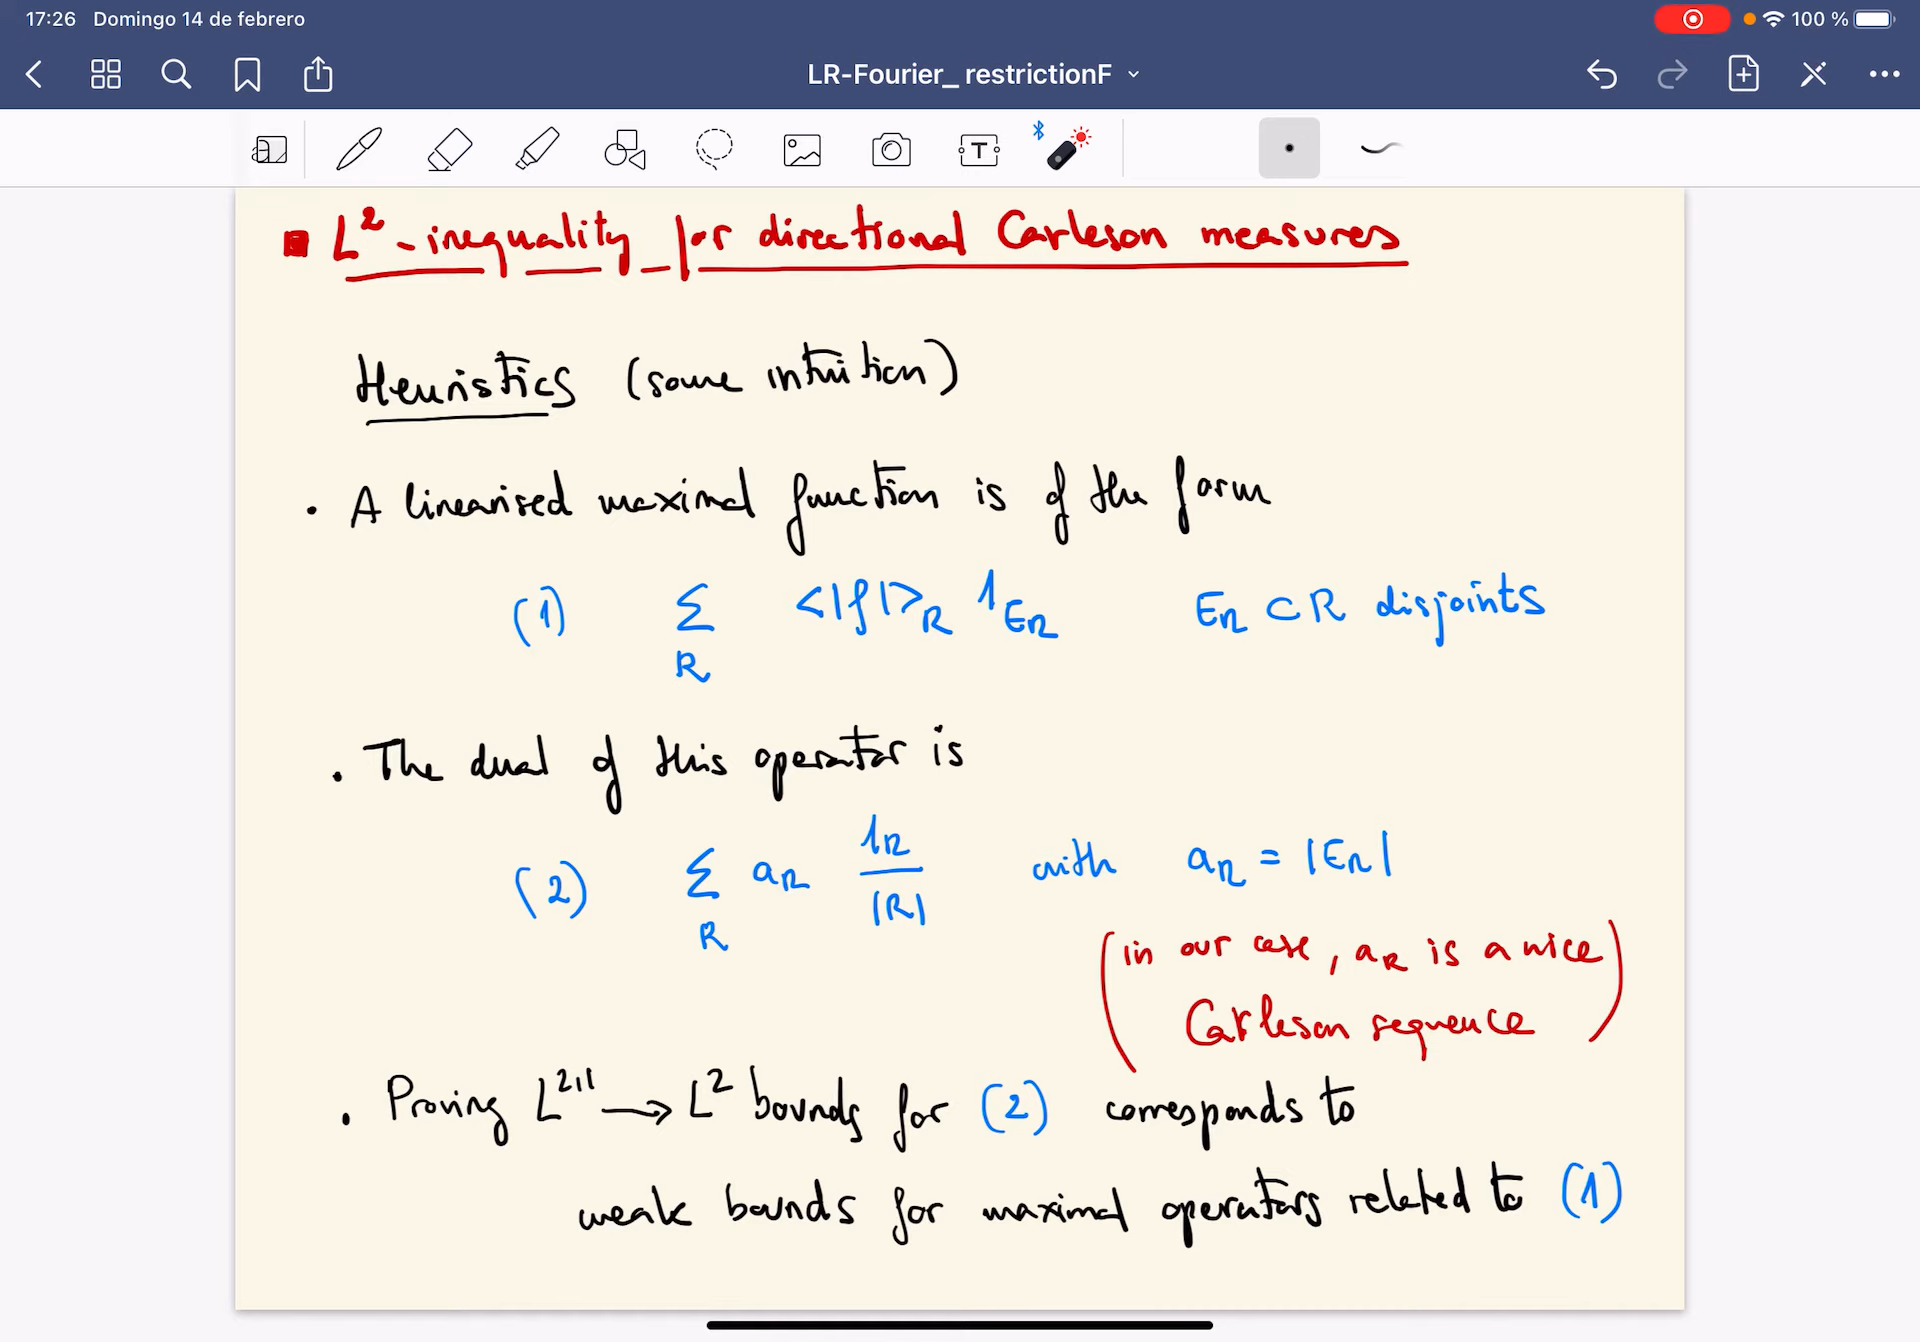 17:26 Domingo 14 de febrero 100 %
LR-Fourier_ restrictionF
T
L²-inequality for directional Carleson measures
Heuristics (some intuition)
• A linearised maximal function is of the form
(1) Σ_R <|f|>_R 1_{E_R} E_R ⊂ R disjoints
• The dual of this operator is
(2) Σ_R a_R 1_R/|R| with a_R = |E_R|
(in our case, a_R is a nice
Carleson sequence)
• Proving L^{2,1} → L² bounds for (2) corresponds to
weak bounds for maximal operators related to (1)